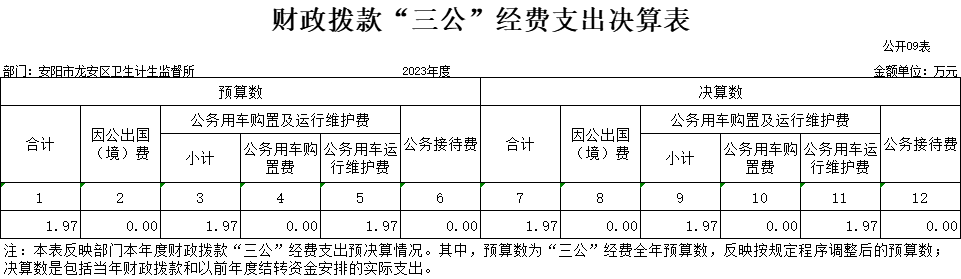 财政拨款“三公”经费支出决算表
公开09表
部门：安阳市龙安区卫生计生监督所 2023年度 金额单位：万元
预算数 决算数
合计 因公出国（境）费 公务用车购置及运行维护费 公务接待费 合计 因公出国（境）费 公务用车购置及运行维护费 公务接待费
小计 公务用车购置费 公务用车运行维护费 小计 公务用车购置费 公务用车运行维护费
1 2 3 4 5 6 7 8 9 10 11 12
1.97 0.00 1.97 0.00 1.97 0.00 1.97 0.00 1.97 0.00 1.97 0.00
注：本表反映部门本年度财政拨款“三公”经费支出预决算情况。其中，预算数为“三公”经费全年预算数，反映按规定程序调整后的预算数；
决算数是包括当年财政拨款和以前年度结转资金安排的实际支出。